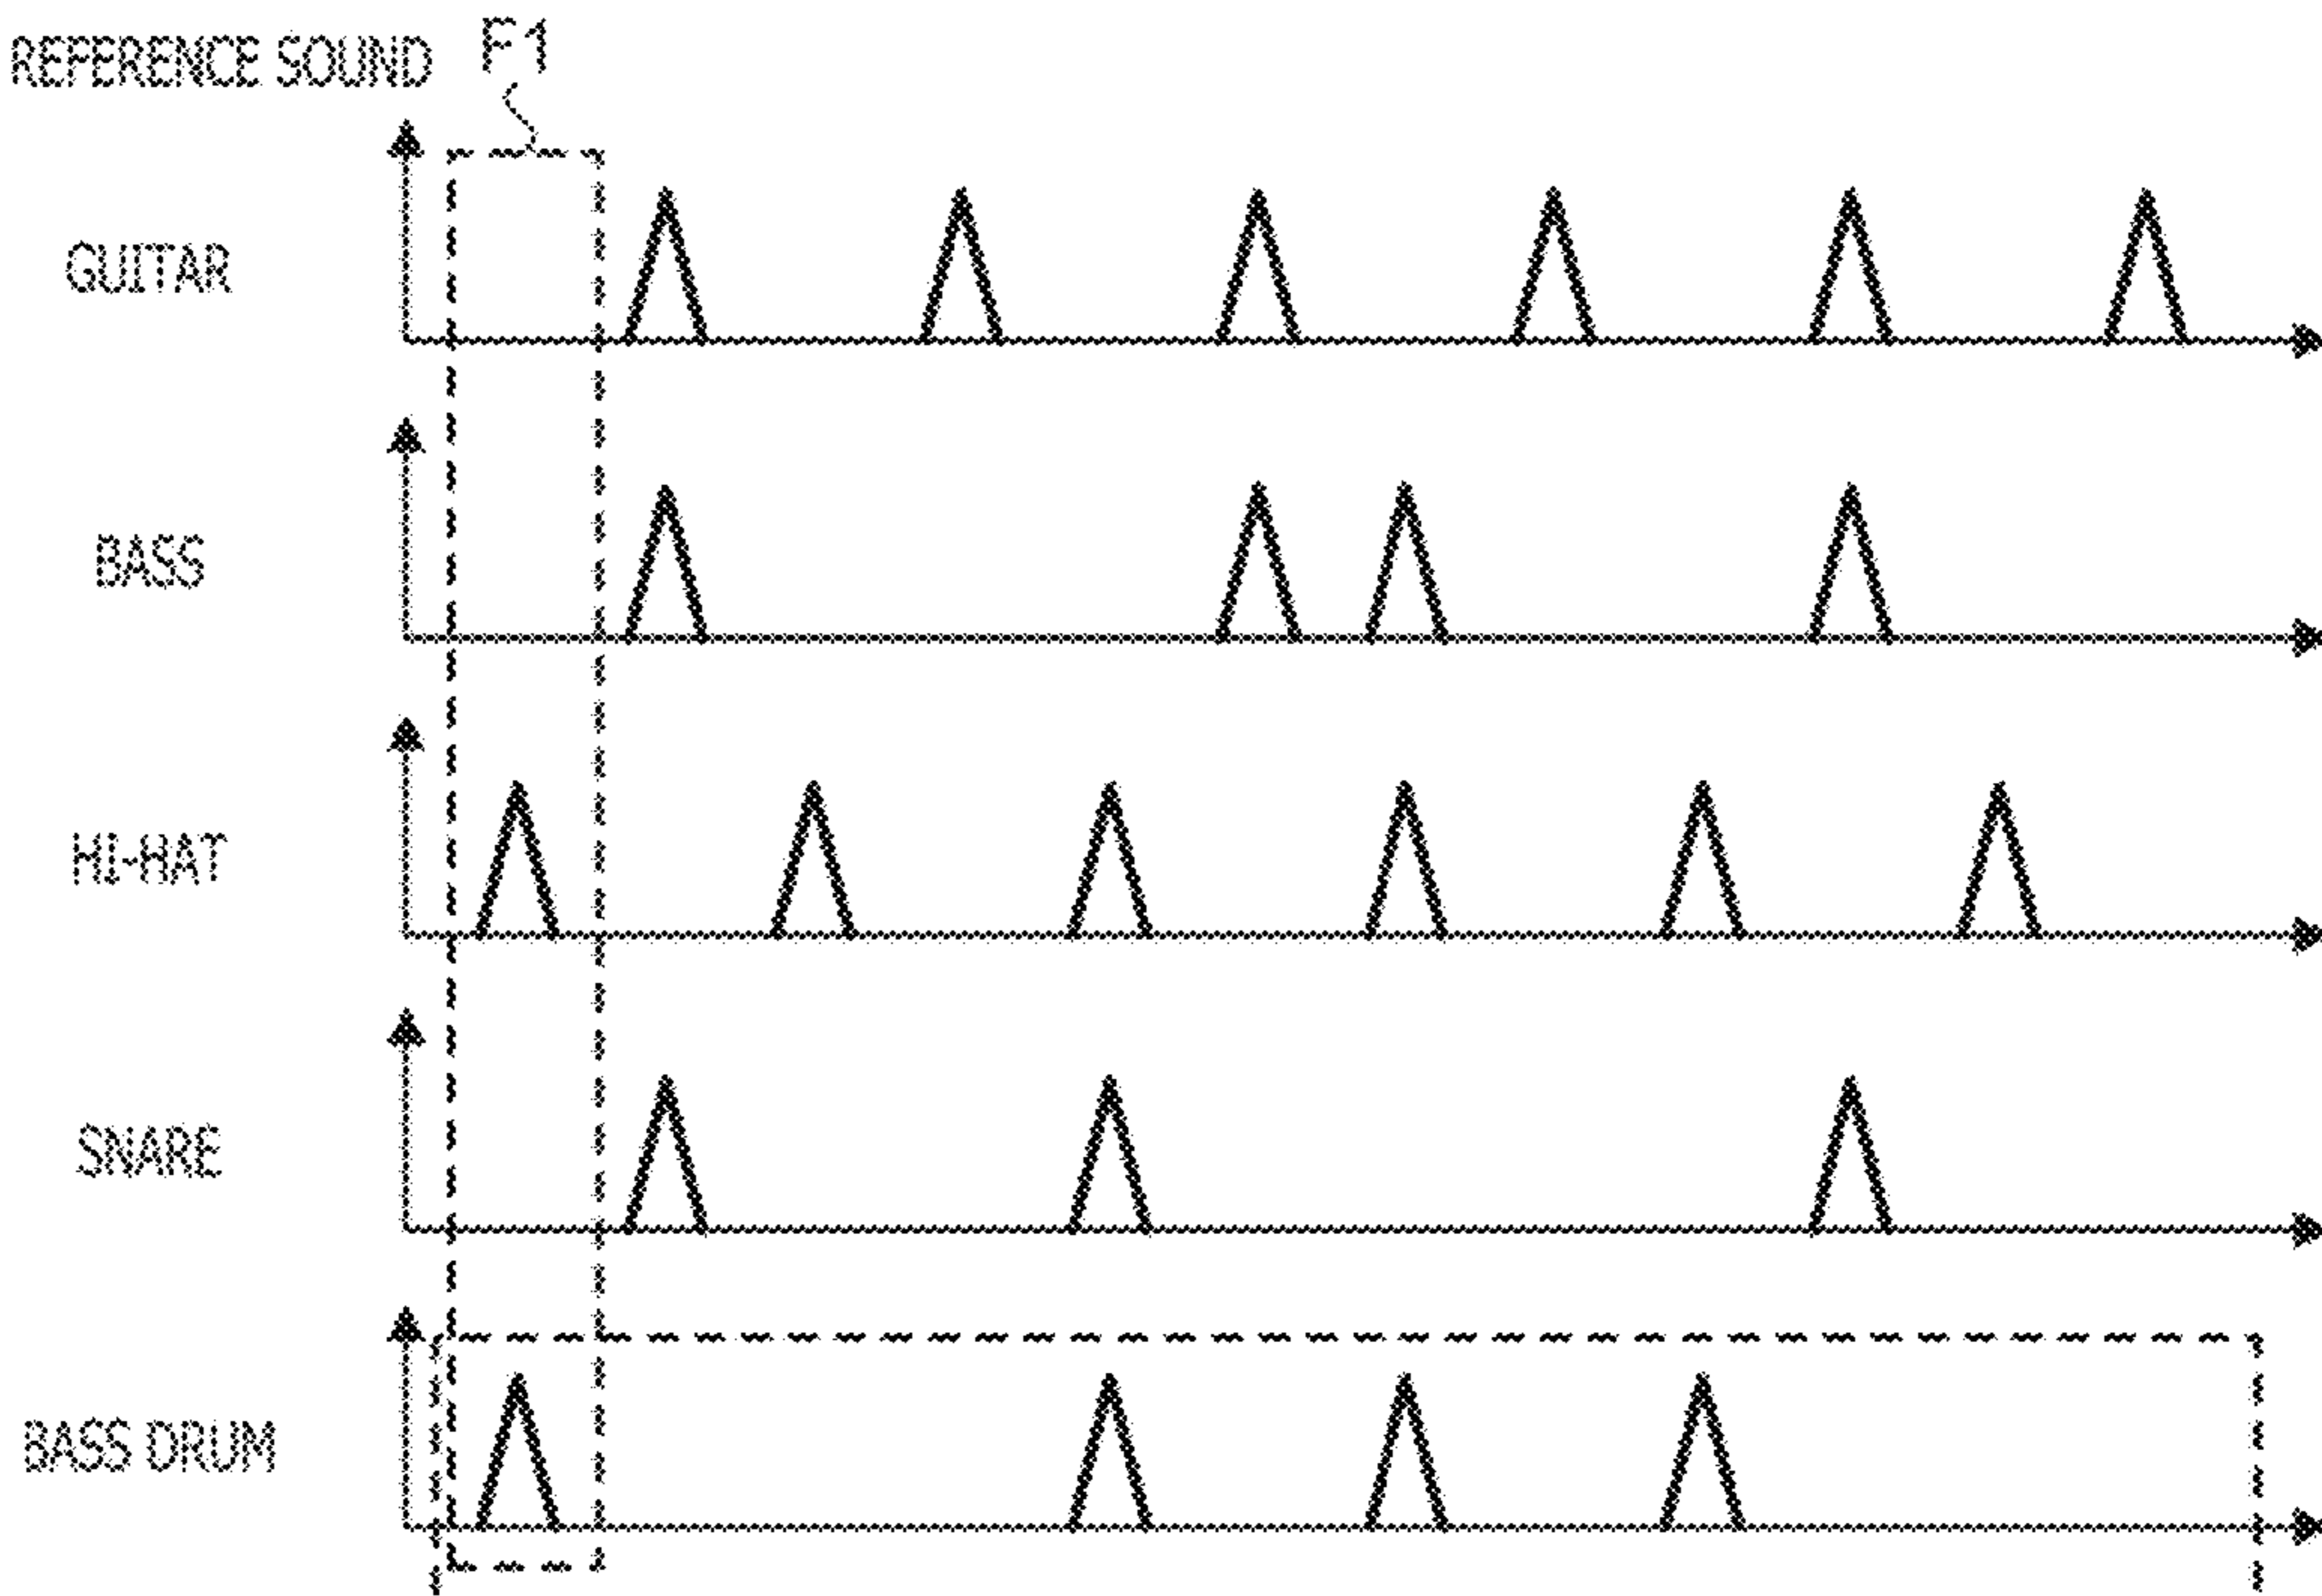 REFERENCE SOUND
F1
GUITAR
BASS
HI-HAT
SNARE
BASS DRUM